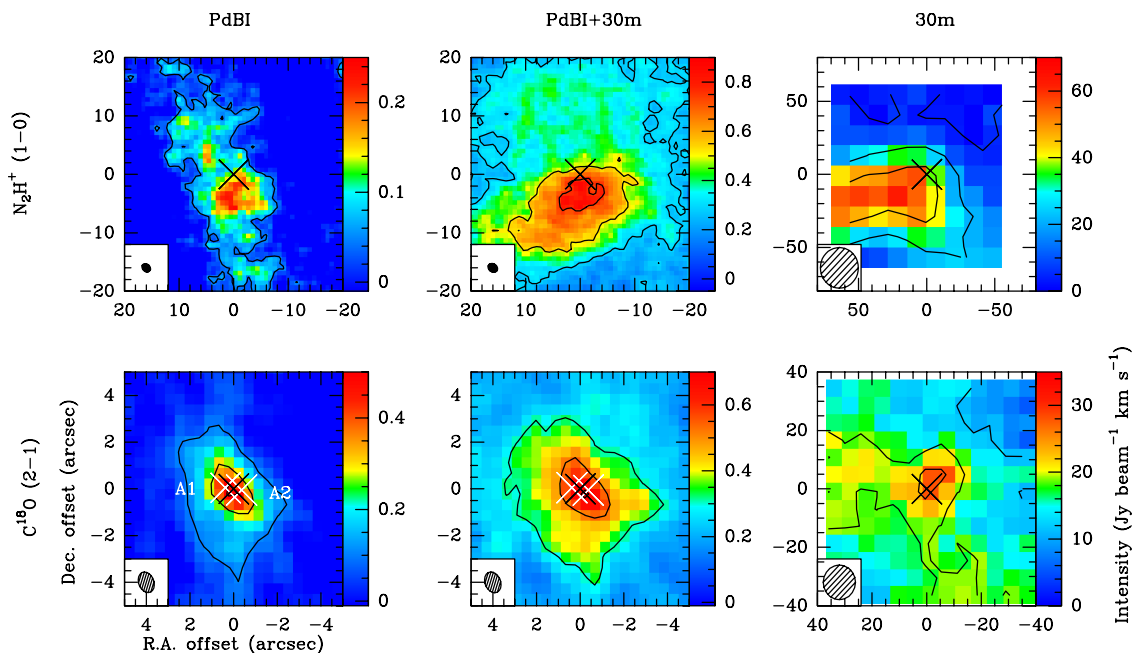 PdBI PdBI+30m 30m
N₂H⁺ (1−0)
20 10 0 −10 −20
20 10 0 −10 −20
0.2 0.1 0
20 10 0 −10 −20
20 10 0 −10 −20
0.8 0.6 0.4 0.2 0
50 0 −50
50 0 −50
60 40 20 0
C¹⁸O (2−1)
Dec. offset (arcsec)
4 2 0 −2 −4
A1 A2
4 2 0 −2 −4
0.4 0.2 0
R.A. offset (arcsec)
4 2 0 −2 −4
4 2 0 −2 −4
0.6 0.4 0.2 0
40 20 0 −20 −40
40 20 0 −20 −40
30 20 10 0
Intensity (Jy beam⁻¹ km s⁻¹)